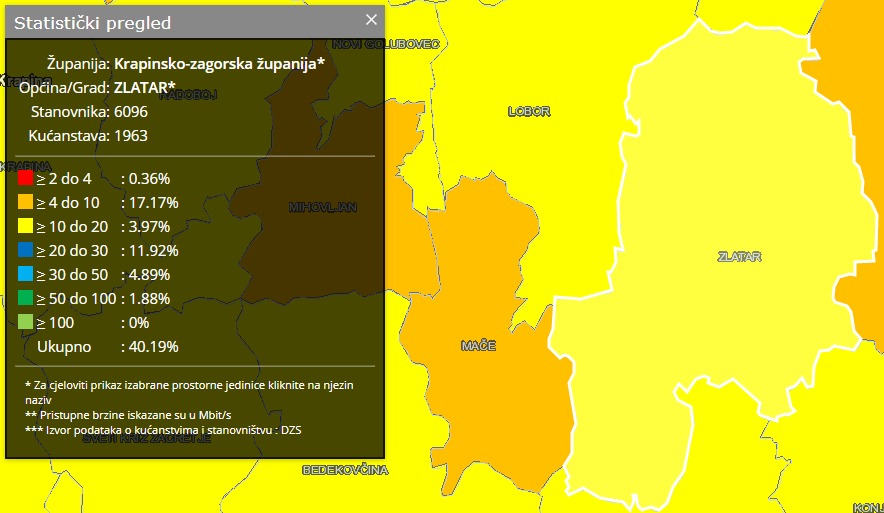 Statistički pregled
Županija: Krapinsko-zagorska županija*
Općina/Grad: ZLATAR*
Stanovnika: 6096
Kućanstava: 1963
≥ 2 do 4 : 0.36%
≥ 4 do 10 : 17.17%
≥ 10 do 20 : 3.97%
≥ 20 do 30 : 11.92%
≥ 30 do 50 : 4.89%
≥ 50 do 100 : 1.88%
≥ 100 : 0%
Ukupno : 40.19%
* Za cjeloviti prikaz izabrane prostorne jedinice kliknite na njezin
naziv
** Pristupne brzine iskazane su u Mbit/s
*** Izvor podataka o kućanstvima i stanovništvu : DZS
NOVI GOLUBOVEC
Krapina
RADOBOJ
LOBOR
KRAPINA
MIHOVLJAN
ZLATAR
MAČE
SVETI KRIŽ ZAČRETJE
BEDEKOVČINA